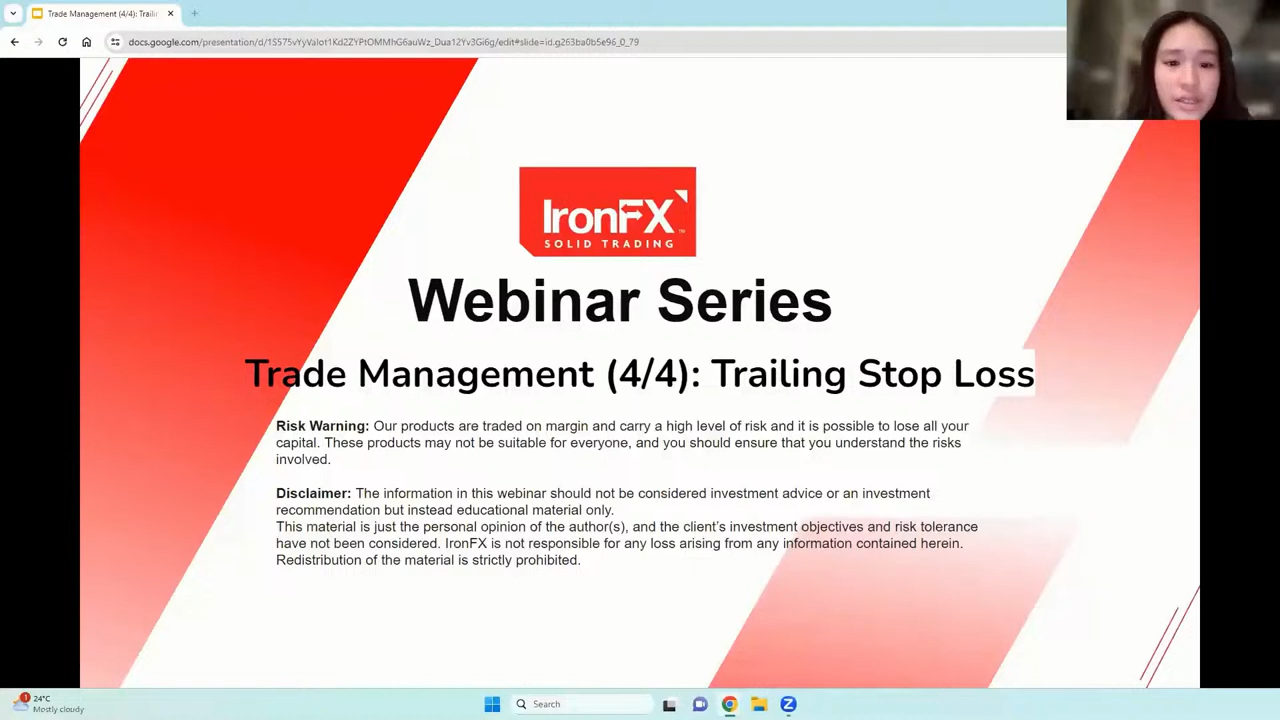 Trade Management (4/4): Traili
docs.google.com/presentation/d/1S575vYyValot1Kd2ZYPtOMMhG6auWz_Dua12Yv3Gi6g/edit#slide=id.g263ba0b5e96_0_79
IronFX
SOLID TRADING
Webinar Series
Trade Management (4/4): Trailing Stop Loss
Risk Warning: Our products are traded on margin and carry a high level of risk and it is possible to lose all your
capital. These products may not be suitable for everyone, and you should ensure that you understand the risks
involved.
Disclaimer: The information in this webinar should not be considered investment advice or an investment
recommendation but instead educational material only.
This material is just the personal opinion of the author(s), and the client's investment objectives and risk tolerance
have not been considered. IronFX is not responsible for any loss arising from any information contained herein.
Redistribution of the material is strictly prohibited.
1
24°C
Mostly cloudy
Search